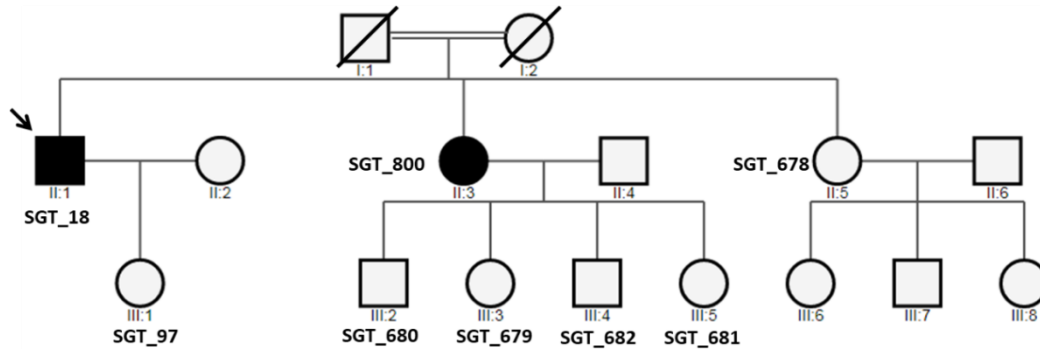 I:1 I:2
SGT_800 SGT_678
II:1 II:2 II:3 II:4 II:5 II:6
SGT_18
III:1 III:2 III:3 III:4 III:5 III:6 III:7 III:8
SGT_97 SGT_680 SGT_679 SGT_682 SGT_681